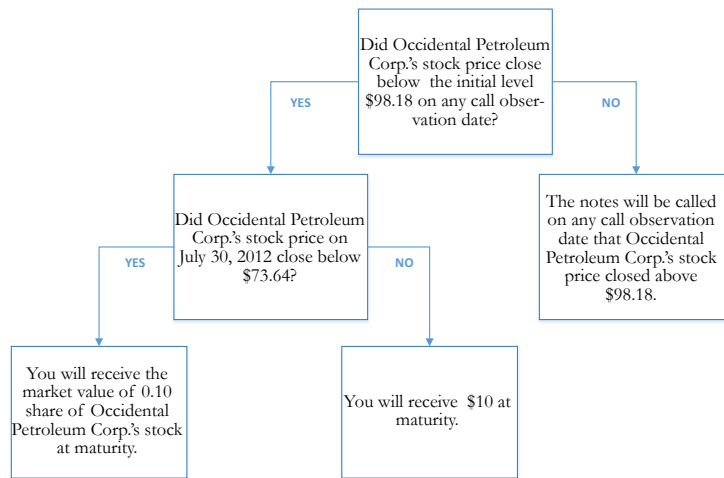 Did Occidental Petroleum
Corp.'s stock price close
below the initial level
$98.18 on any call obser-
vation date?
YES
NO
Did Occidental Petroleum
Corp.'s stock price on
July 30, 2012 close below
$73.64?
The notes will be called
on any call observation
date that Occidental
Petroleum Corp.'s stock
price closed above
$98.18.
YES
NO
You will receive the
market value of 0.10
share of Occidental
Petroleum Corp.'s stock
at maturity.
You will receive $10 at
maturity.